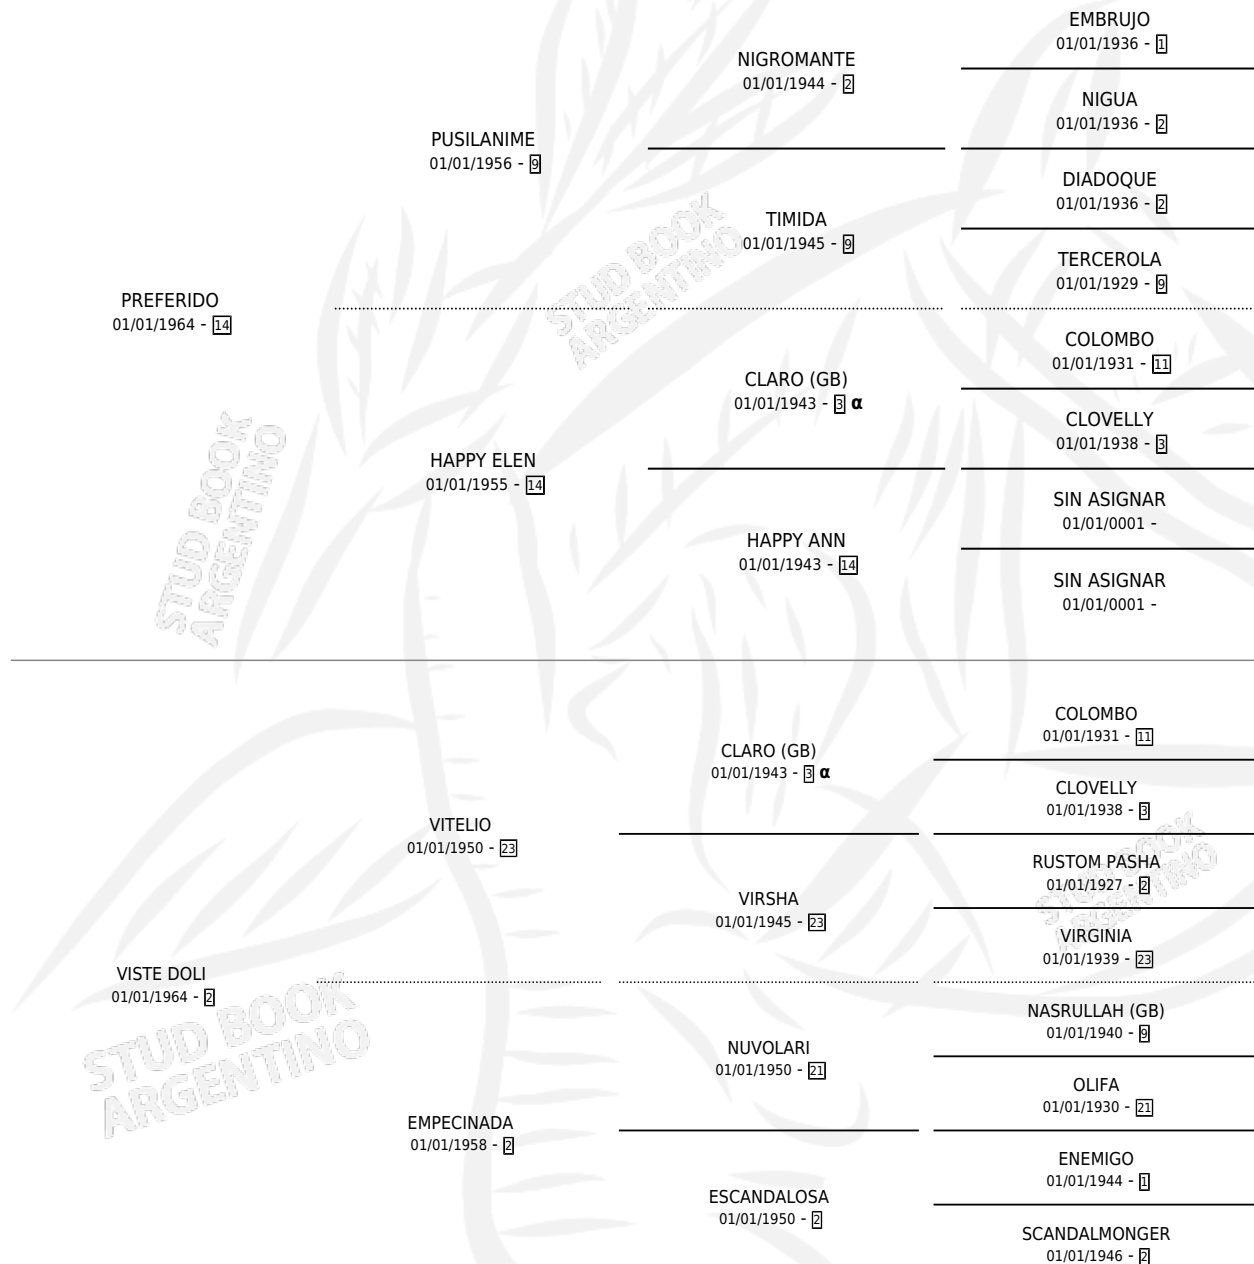 EMBRUJO
01/01/1936 - 1
NIGROMANTE
01/01/1944 - 2
NIGUA
01/01/1936 - 2
PUSILANIME
01/01/1956 - 9
DIADOQUE
01/01/1936 - 2
TIMIDA
01/01/1945 - 9
TERCEROLA
01/01/1929 - 9
PREFERIDO
01/01/1964 - 14
COLOMBO
01/01/1931 - 11
CLARO (GB)
01/01/1943 - 3 α
CLOVELLY
01/01/1938 - 3
HAPPY ELEN
01/01/1955 - 14
SIN ASIGNAR
01/01/0001 -
HAPPY ANN
01/01/1943 - 14
SIN ASIGNAR
01/01/0001 -
COLOMBO
01/01/1931 - 11
CLARO (GB)
01/01/1943 - 3 α
CLOVELLY
01/01/1938 - 3
VITELIO
01/01/1950 - 23
RUSTOM PASHA
01/01/1927 - 2
VIRSHA
01/01/1945 - 23
VIRGINIA
01/01/1939 - 23
VISTE DOLI
01/01/1964 - 2
NASRULLAH (GB)
01/01/1940 - 9
NUVOLARI
01/01/1950 - 21
OLIFA
01/01/1930 - 21
EMPECINADA
01/01/1958 - 2
ENEMIGO
01/01/1944 - 1
ESCANDALOSA
01/01/1950 - 2
SCANDALMONGER
01/01/1946 - 2
STUD BOOK
ARGENTINO
STUD BOOK
ARGENTINO
STUD BOOK
ARGENTINO
STUD BOOK
ARGENTINO